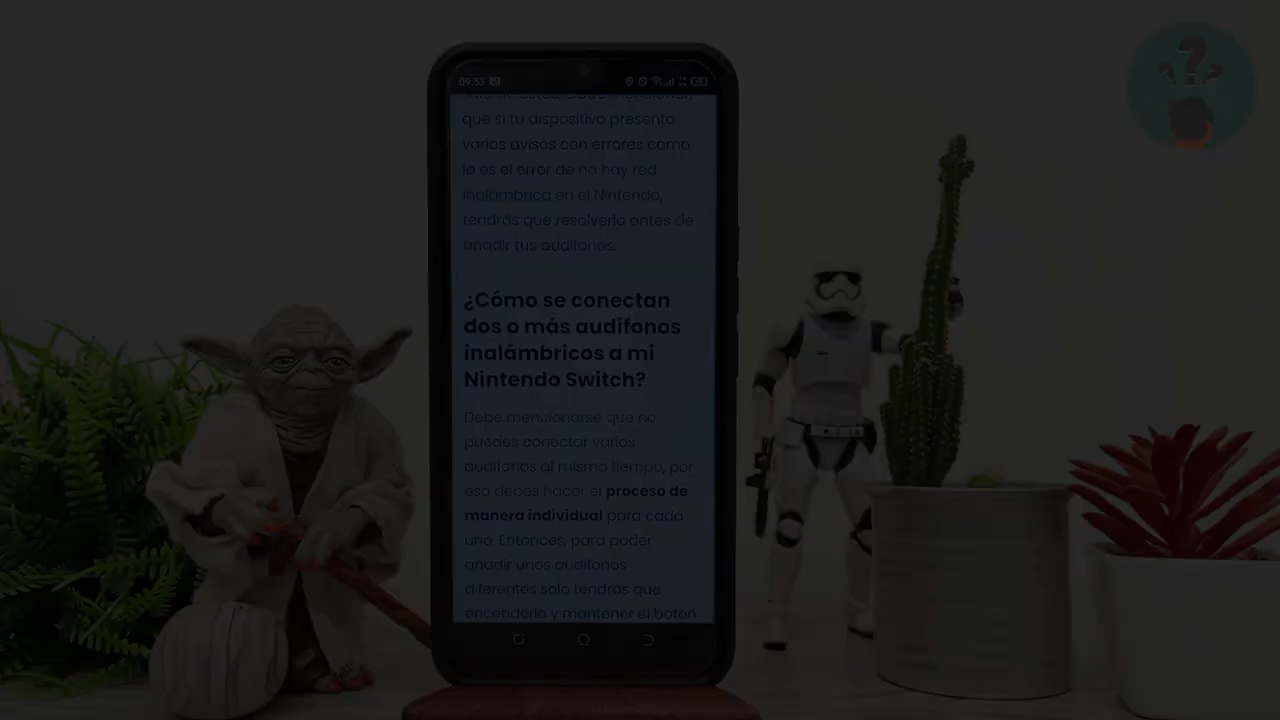 09:53
que si tu dispositivo presenta
varios avisos con errores como
lo es el error de no hay red
inalámbrica en el Nintendo,
tendrás que resolverlo antes de
añadir tus audífonos.
¿Cómo se conectan
dos o más audífonos
inalámbricos a mi
Nintendo Switch?
Debe mencionarse que no
puedes conectar varios
audífonos al mismo tiempo, por
eso debes hacer el proceso de
manera individual para cada
uno. Entonces, para poder
añadir unos audífonos
diferentes solo tendrás que
encenderlo y mantener el botón